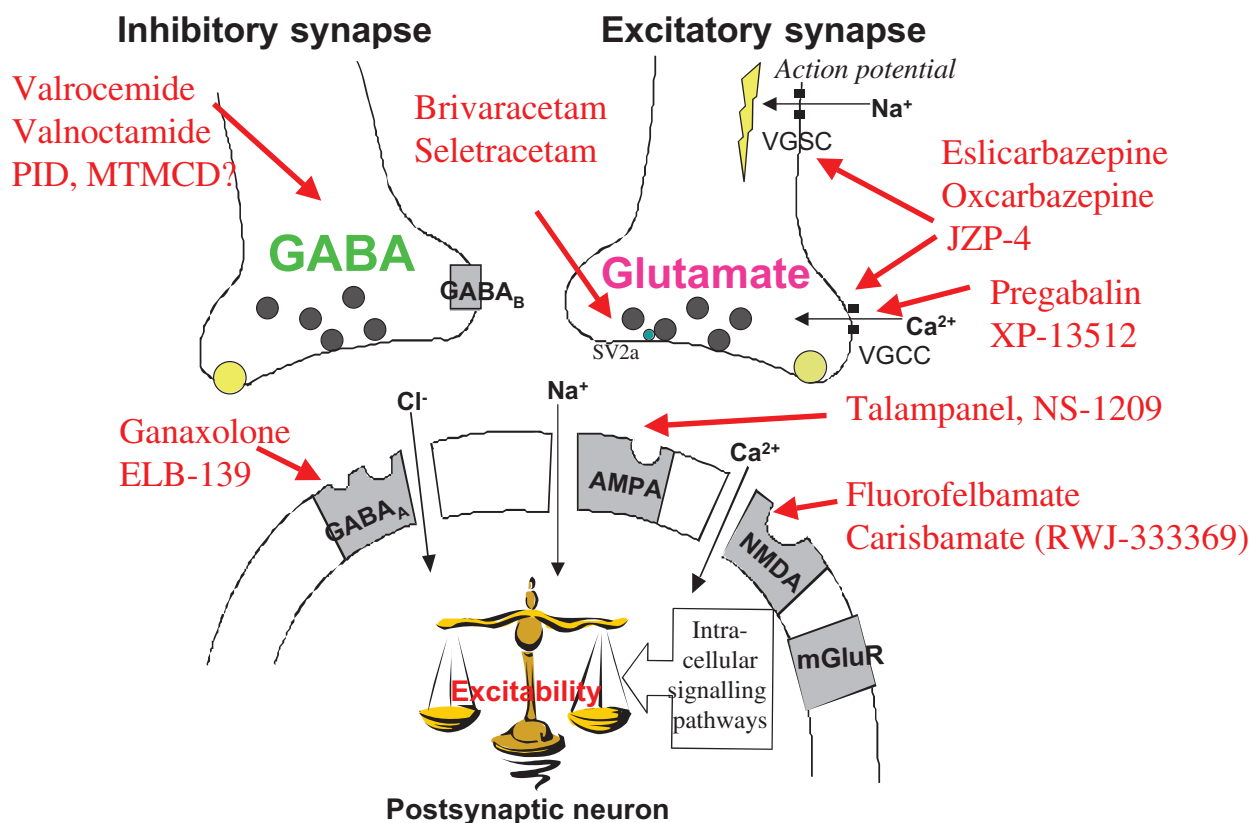 Inhibitory synapse
Excitatory synapse
Valrocemide
Valnoctamide
PID, MTMCD?
Brivaracetam
Seletracetam
Action potential
Na⁺
VGSC
Eslicarbazepine
Oxcarbazepine
JZP-4
GABA
GABA_B
Glutamate
SV2a
Ca²⁺
VGCC
Pregabalin
XP-13512
Cl⁻
Na⁺
Talampanel, NS-1209
Ganaxolone
ELB-139
GABA_A
AMPA
Ca²⁺
NMDA
Fluorofelbamate
Carisbamate (RWJ-333369)
mGluR
Excitability
Intra-
cellular
signalling
pathways
Postsynaptic neuron